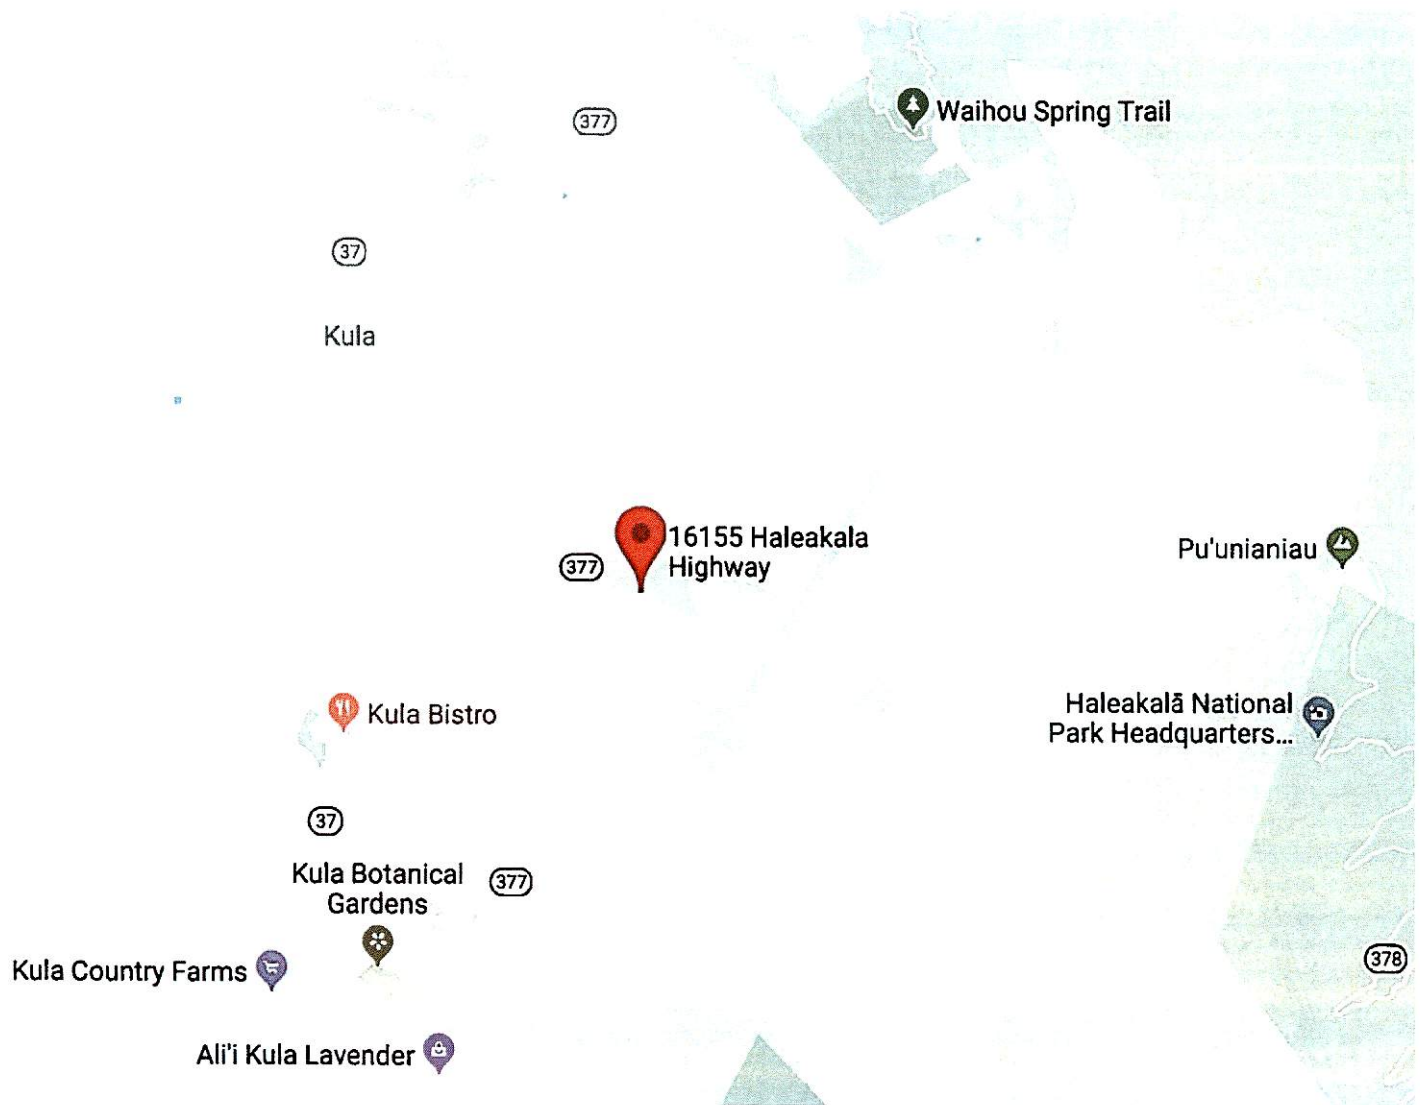 377
Waihou Spring Trail
37
Kula
16155 Haleakala
Highway
377
Pu'unianiau
Haleakalā National
Park Headquarters...
Kula Bistro
37
Kula Botanical
Gardens
377
Kula Country Farms
378
Ali'i Kula Lavender